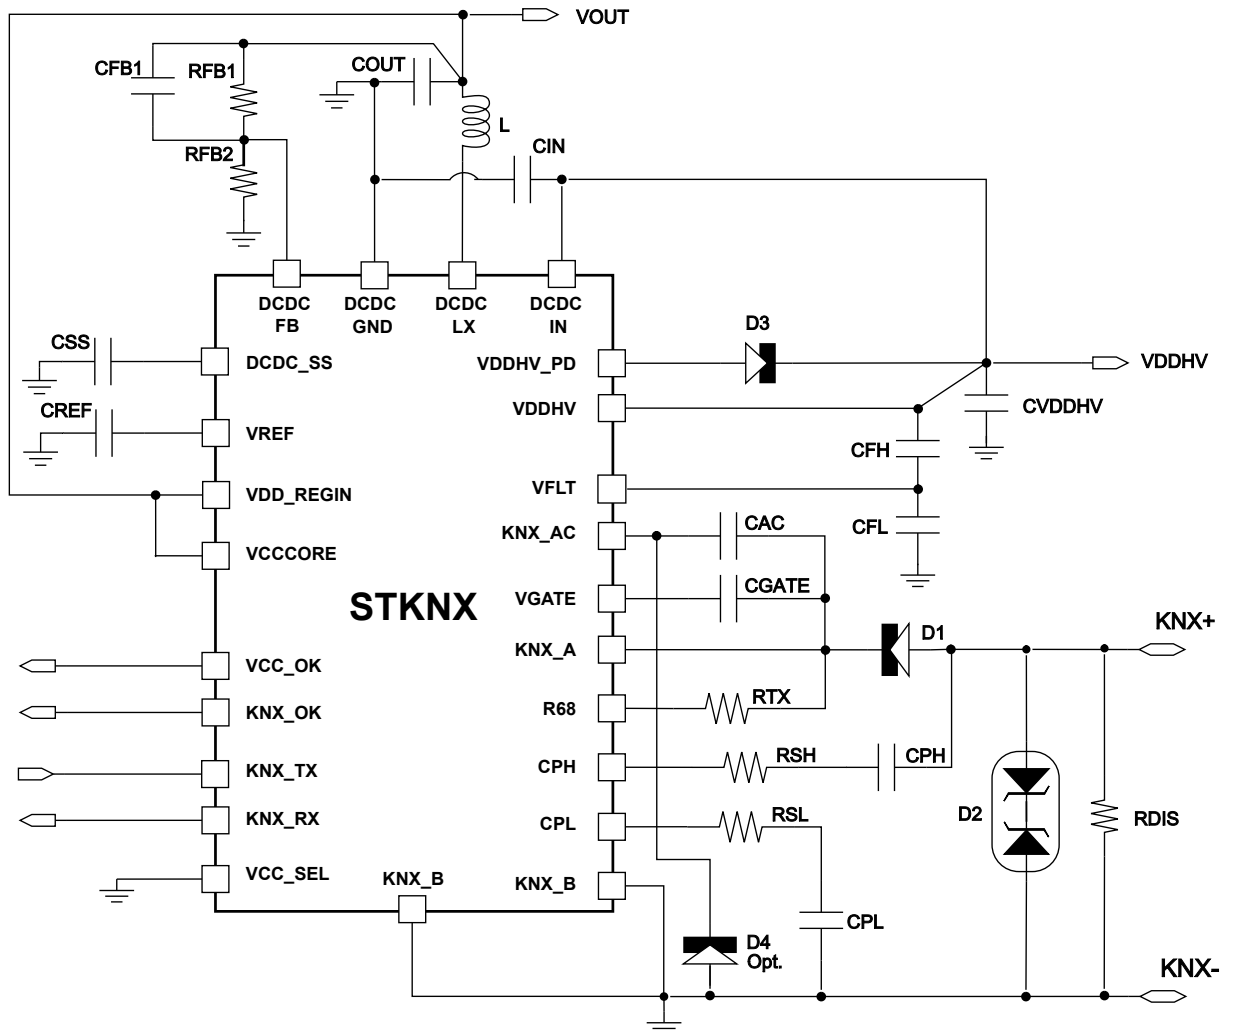 VOUT
COUT
CFB1
RFB1
L
CIN
RFB2
DCDC
FB
DCDC
GND
DCDC
LX
DCDC
IN
D3
CSS
DCDC_SS
VDDHV_PD
VDDHV
CREF
VREF
VDDHV
CVDDHV
CFH
VDD_REGIN
VFLT
CFL
KNX_AC
CAC
VCCCORE
VGATE
CGATE
STKNX
KNX_A
D1
KNX+
VCC_OK
R68
RTX
KNX_OK
CPH
RSH
CPH
KNX_TX
KNX_RX
CPL
RSL
D2
RDIS
VCC_SEL
KNX_B
KNX_B
CPL
D4
Opt.
KNX-